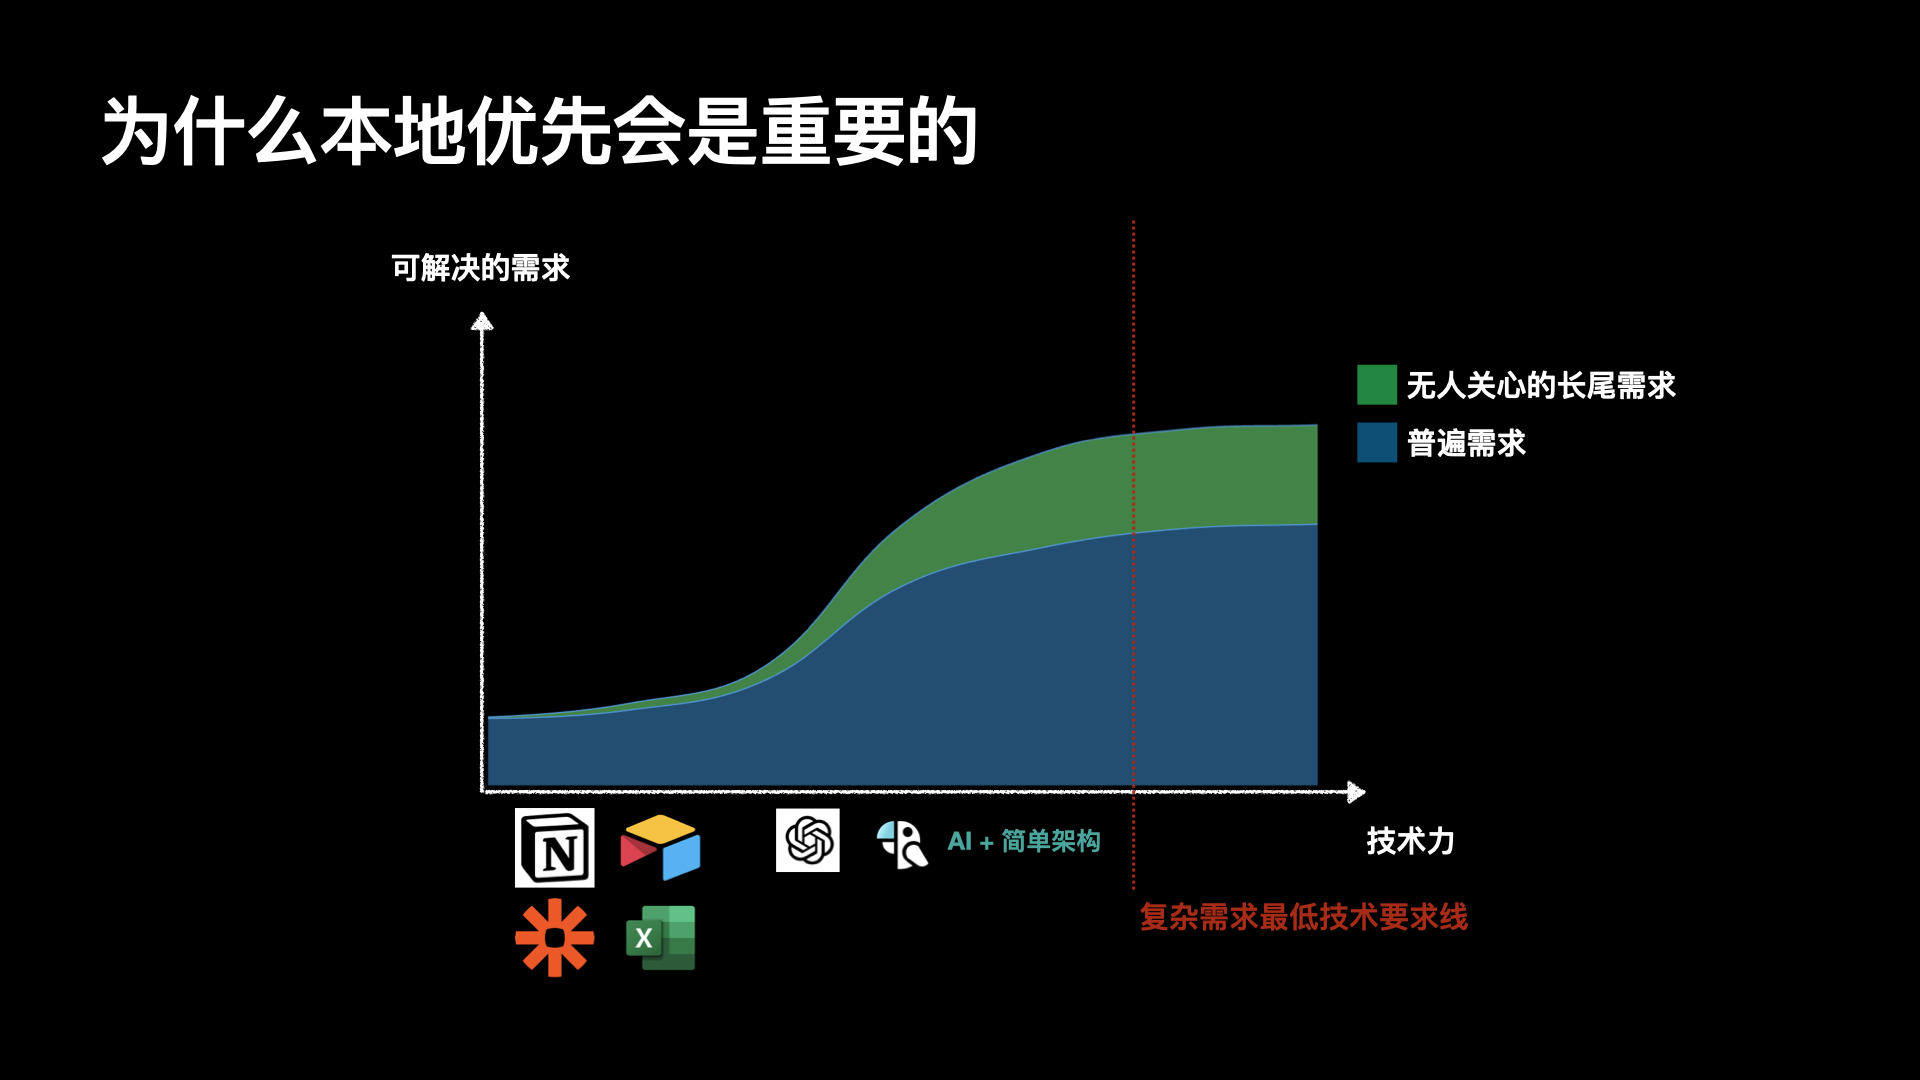 为什么本地优先会是重要的
可解决的需求
无人关心的长尾需求
普遍需求
N
AI + 简单架构
技术力
复杂需求最低技术要求线
X